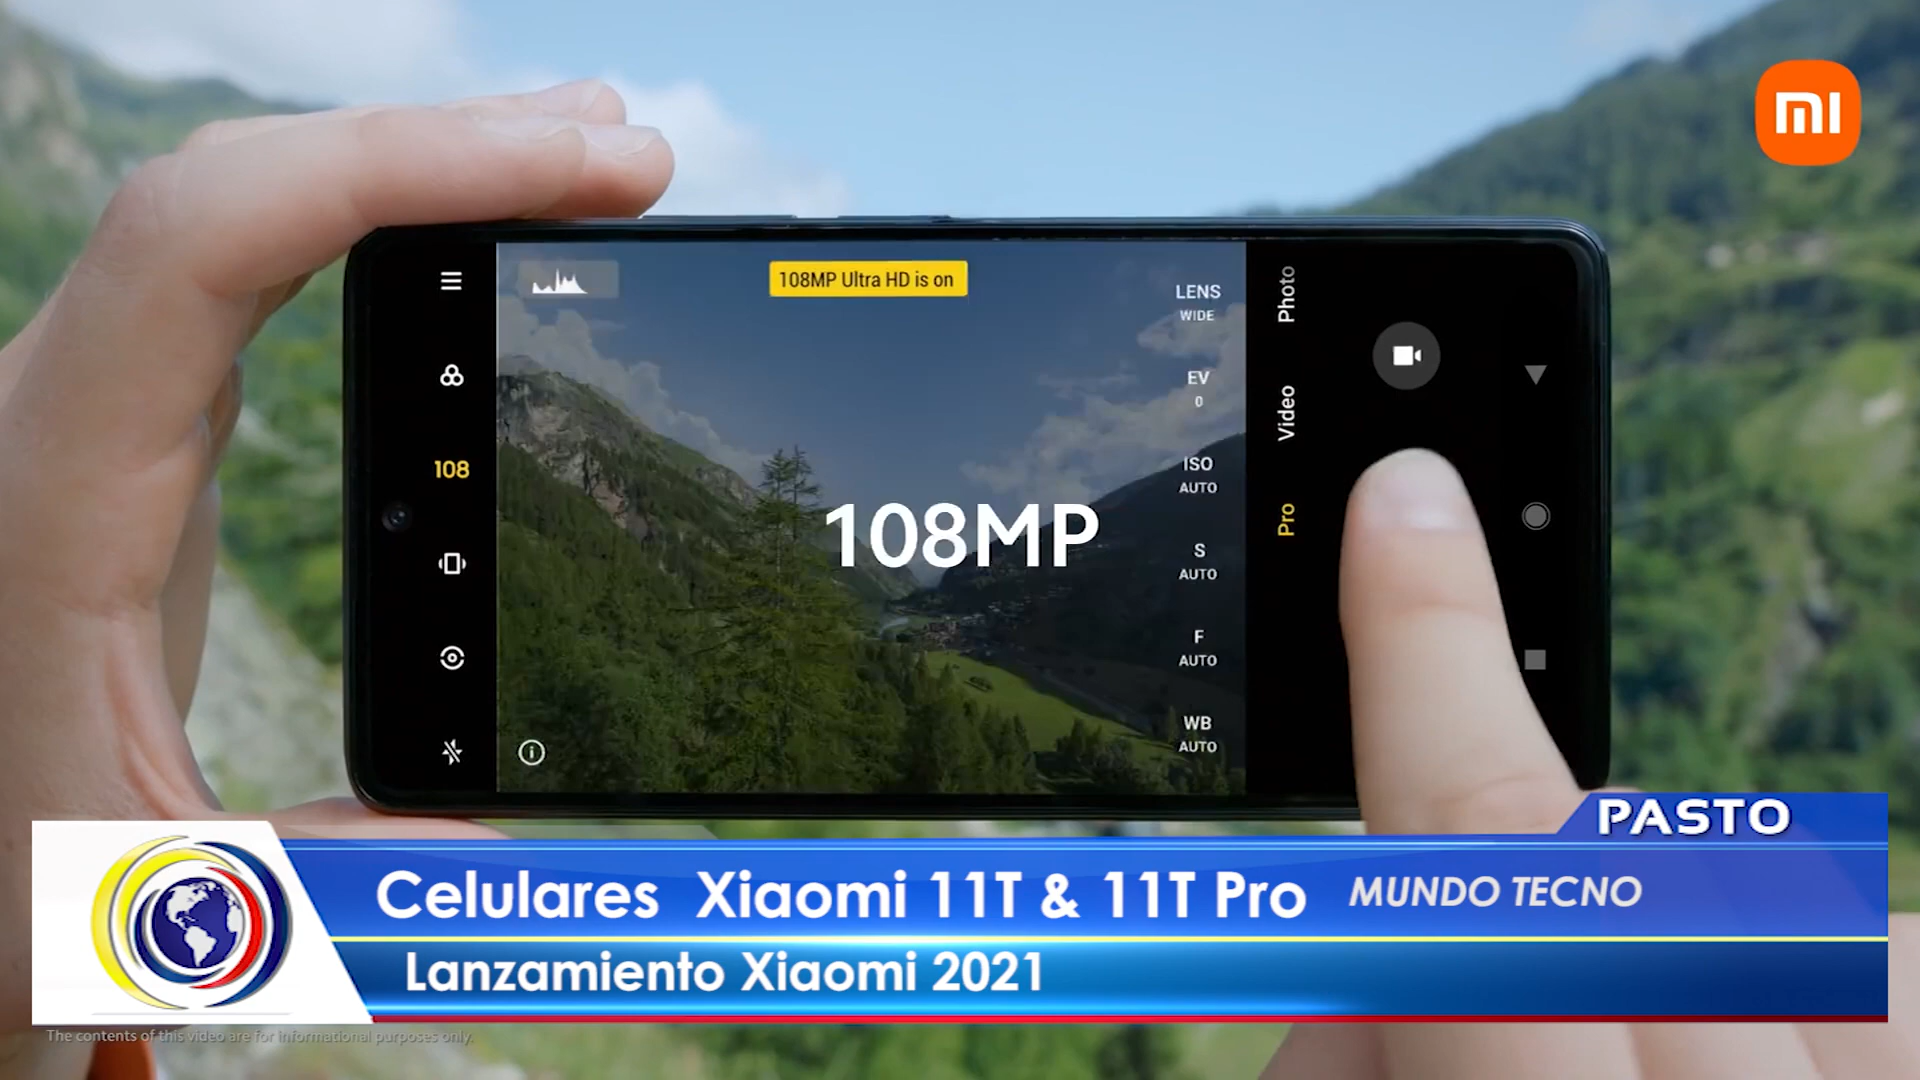 mi
108MP Ultra HD is on
LENS
WIDE
EV
0
ISO
AUTO
S
AUTO
F
AUTO
WB
AUTO
Photo
Video
Pro
108
108MP
PASTO
Celulares Xiaomi 11T & 11T Pro
MUNDO TECNO
Lanzamiento Xiaomi 2021
The contents of this video are for informational purposes only.